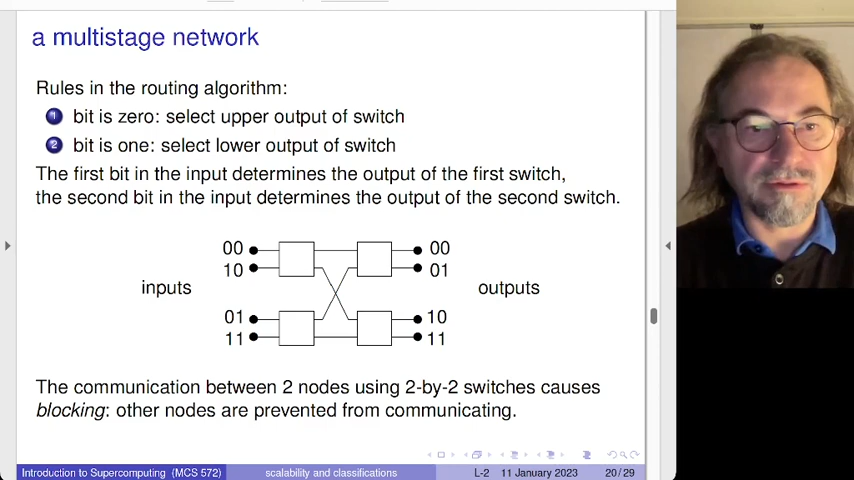 a multistage network
Rules in the routing algorithm:
1 bit is zero: select upper output of switch
2 bit is one: select lower output of switch
The first bit in the input determines the output of the first switch,
the second bit in the input determines the output of the second switch.
00 00
10 01
inputs outputs
01 10
11 11
The communication between 2 nodes using 2-by-2 switches causes
blocking: other nodes are prevented from communicating.
Introduction to Supercomputing (MCS 572) scalability and classifications L-2 11 January 2023 20/29